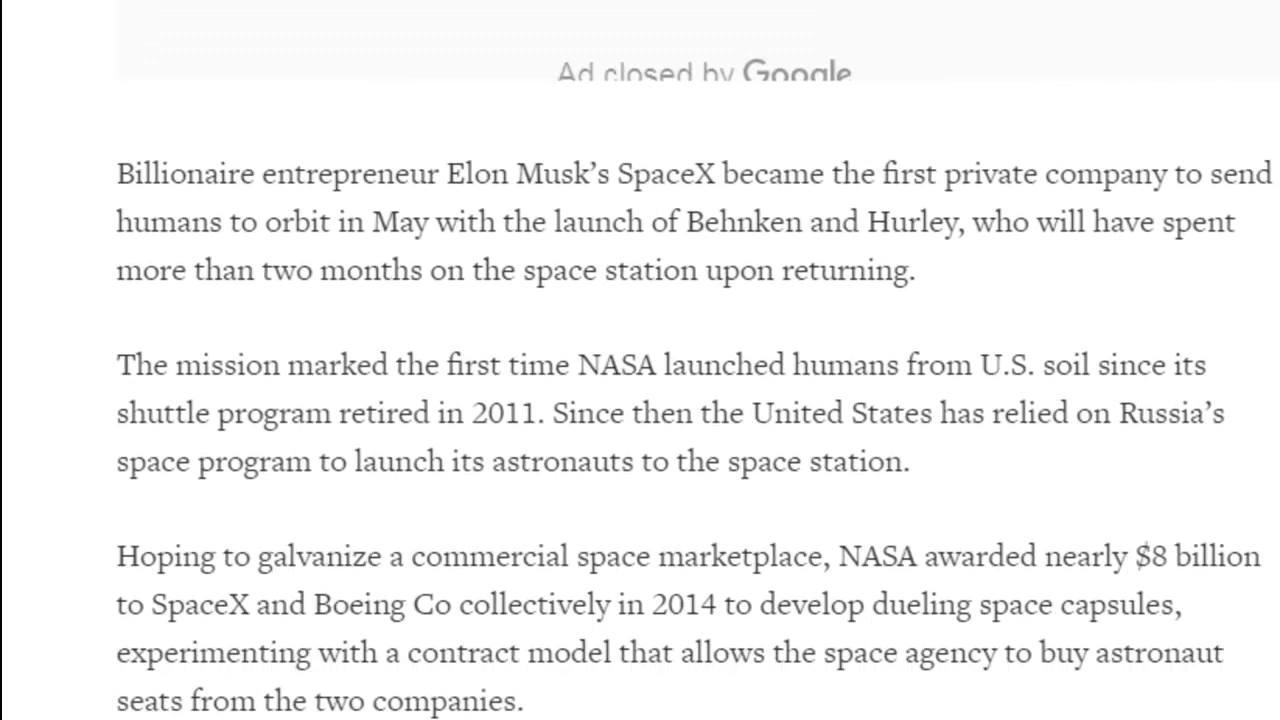 Ad closed by Google
Billionaire entrepreneur Elon Musk’s SpaceX became the first private company to send
humans to orbit in May with the launch of Behnken and Hurley, who will have spent
more than two months on the space station upon returning.
The mission marked the first time NASA launched humans from U.S. soil since its
shuttle program retired in 2011. Since then the United States has relied on Russia’s
space program to launch its astronauts to the space station.
Hoping to galvanize a commercial space marketplace, NASA awarded nearly $8 billion
to SpaceX and Boeing Co collectively in 2014 to develop dueling space capsules,
experimenting with a contract model that allows the space agency to buy astronaut
seats from the two companies.